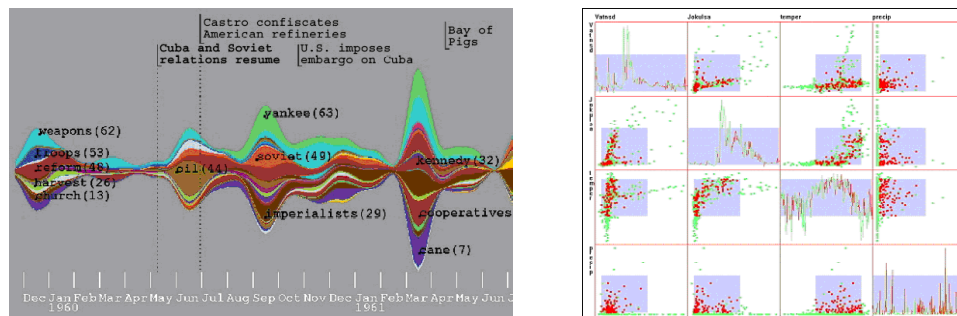 Castro confiscates
American refineries
Cuba and Soviet
relations resume
U.S. imposes
embargo on Cuba
Bay of
Pigs
weapons(62)
yankee(63)
troops(53)
soviet(49)
kennedy(32)
reform(48)
oil(44)
harvest(26)
church(13)
imperialists(29)
cooperatives
cane(7)
Dec Jan Feb Mar Apr May Jun Jul Aug Sep Oct Nov Dec Jan Feb Mar Apr May Jun J
1960 1961
Vatnsd Jokulsa temper precip
Vatnsd
temper
Precip